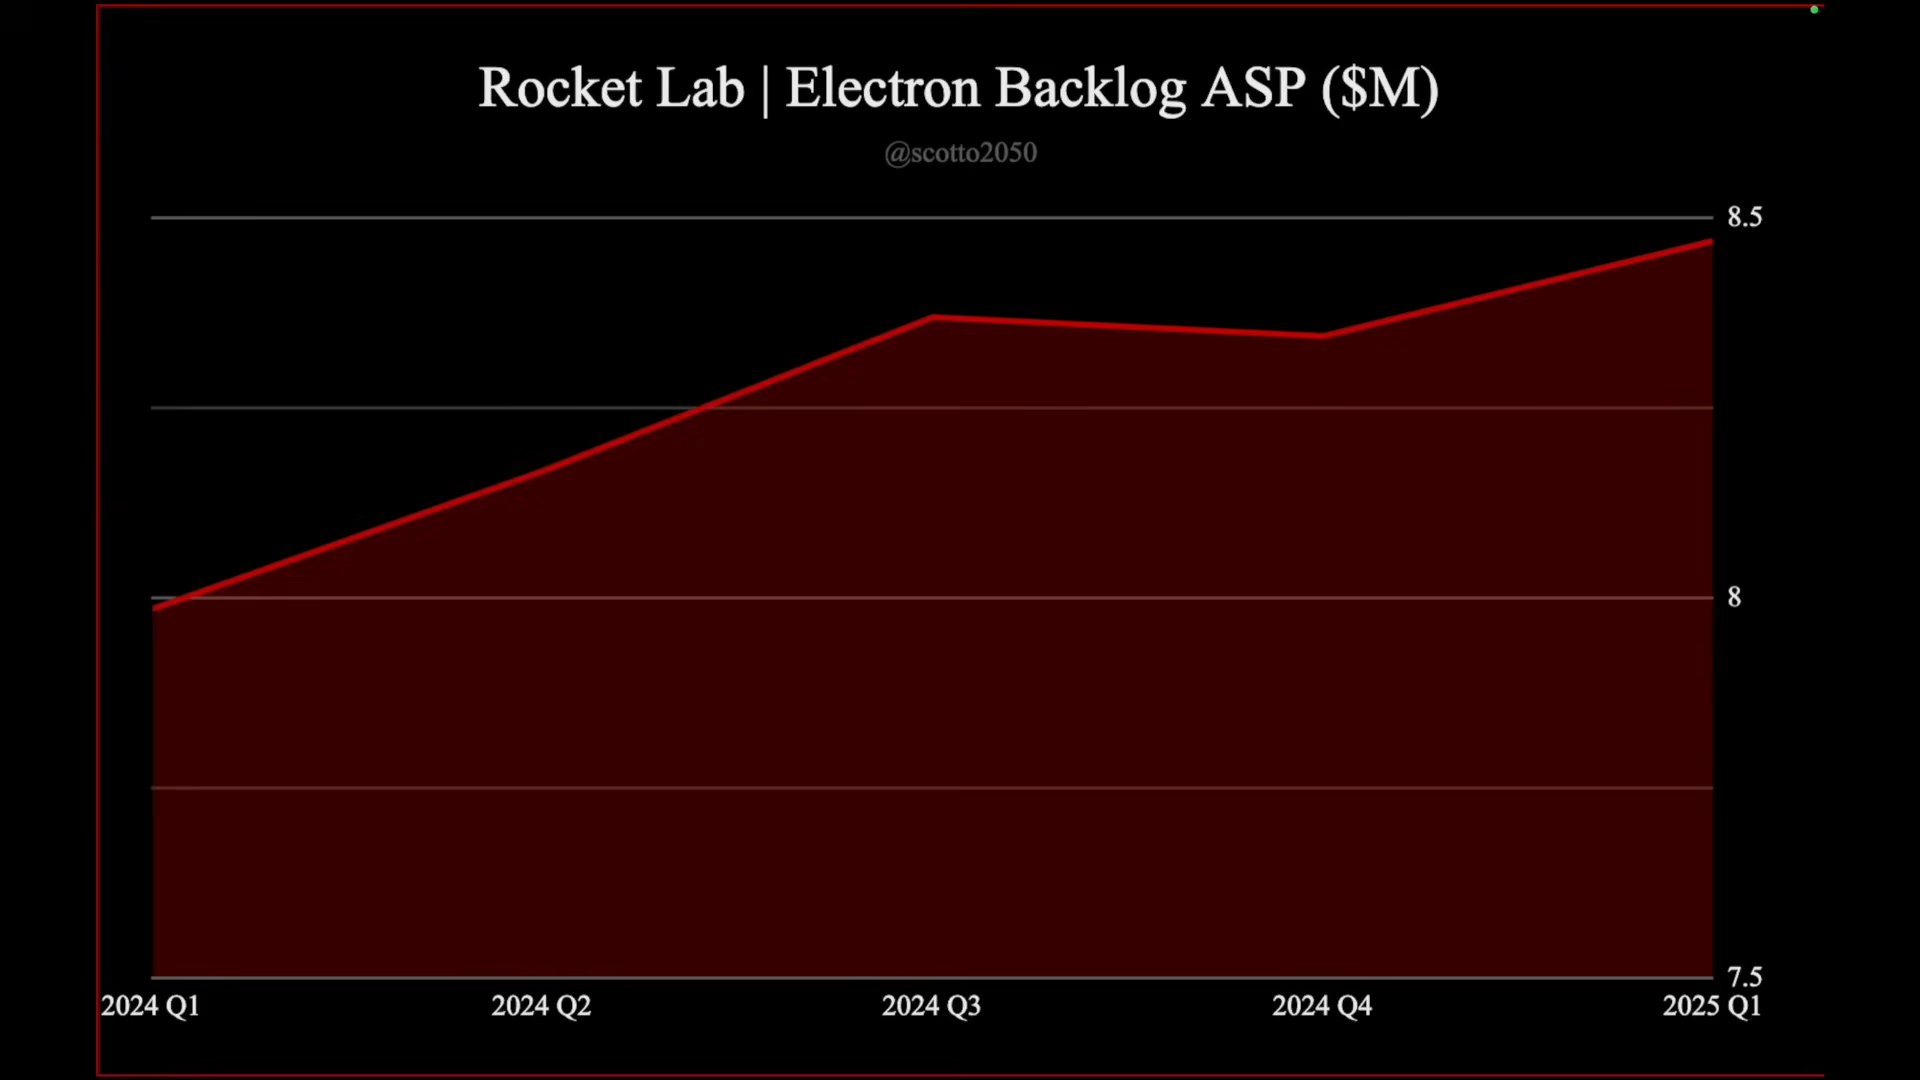 Rocket Lab | Electron Backlog ASP ($M)
@scotto2050
8.5
8
7.5
2024 Q1 2024 Q2 2024 Q3 2024 Q4 2025 Q1